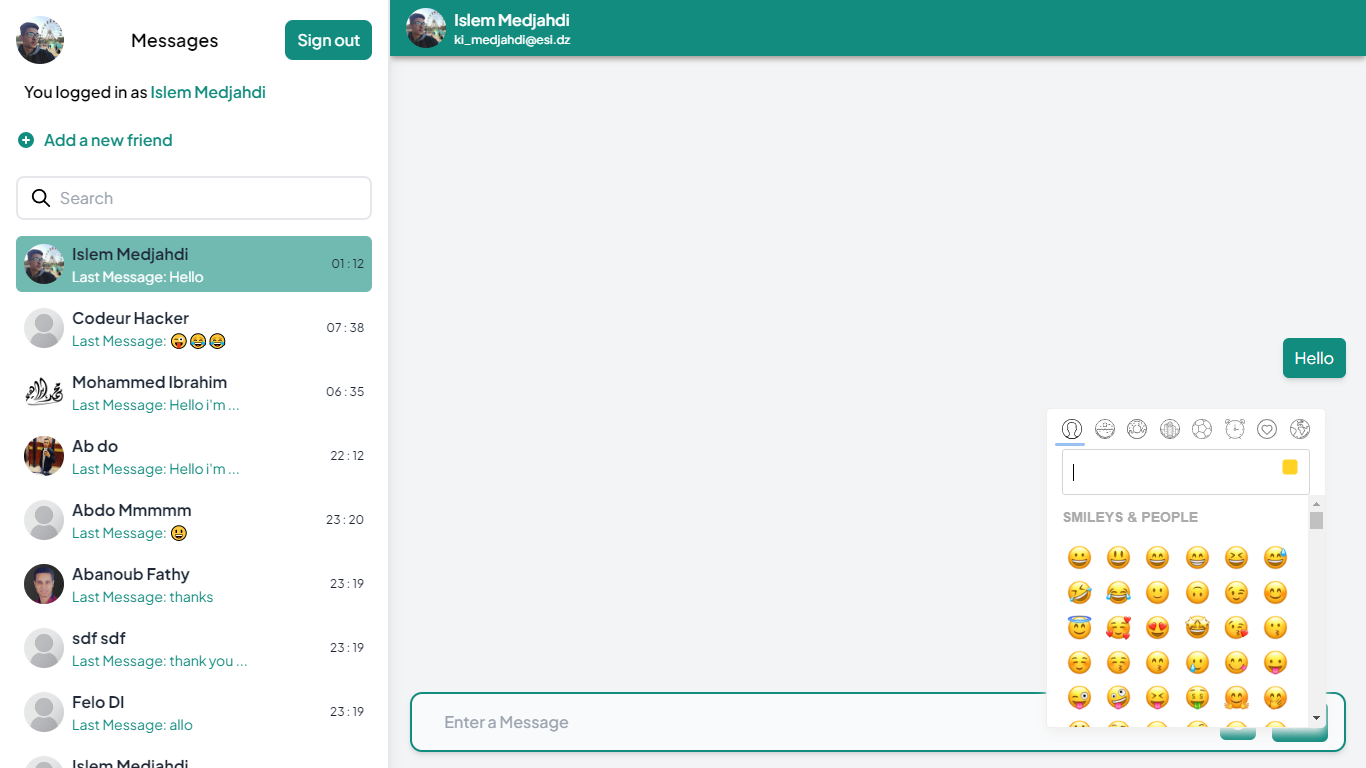 Messages
Sign out
You logged in as Islem Medjahdi
Add a new friend
Search
Islem Medjahdi
01 : 12
Last Message: Hello
Codeur Hacker
07 : 38
Last Message: 😜😂😂
Mohammed Ibrahim
06 : 35
Last Message: Hello i'm ...
Ab do
22 : 12
Last Message: Hello i'm ...
Abdo Mmmmm
23 : 20
Last Message: 😃
Abanoub Fathy
23 : 19
Last Message: thanks
sdf sdf
23 : 19
Last Message: thank you ...
Felo Dl
23 : 19
Last Message: allo
Islem Medjahdi
Islem Medjahdi
ki_medjahdi@esi.dz
Hello
SMILEYS & PEOPLE
Enter a Message